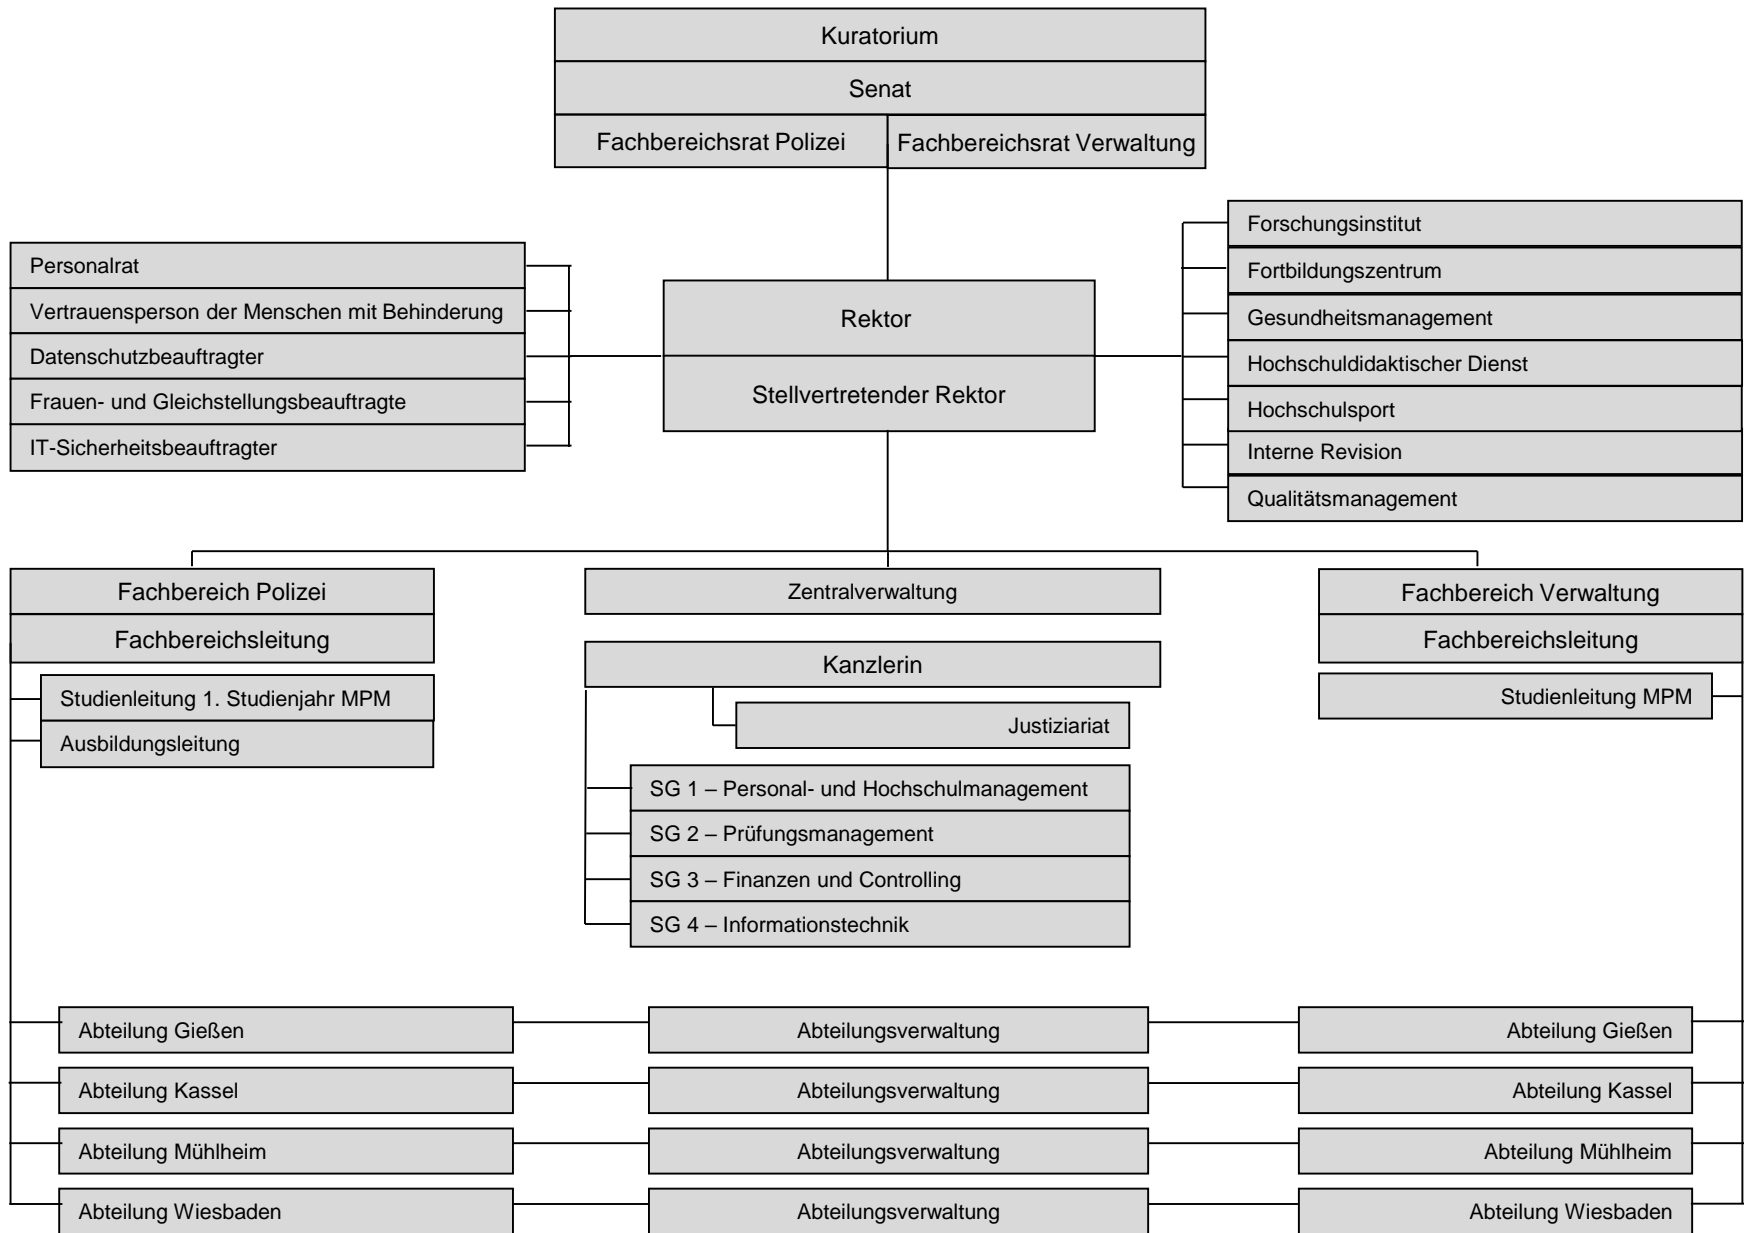 Kuratorium
Senat
Fachbereichsrat Polizei
Fachbereichsrat Verwaltung
Personalrat
Vertrauensperson der Menschen mit Behinderung
Datenschutzbeauftragter
Frauen- und Gleichstellungsbeauftragte
IT-Sicherheitsbeauftragter
Rektor
Stellvertretender Rektor
Forschungsinstitut
Fortbildungszentrum
Gesundheitsmanagement
Hochschuldidaktischer Dienst
Hochschulsport
Interne Revision
Qualitätsmanagement
Fachbereich Polizei
Fachbereichsleitung
Studienleitung 1. Studienjahr MPM
Ausbildungsleitung
Zentralverwaltung
Kanzlerin
Justiziariat
SG 1 – Personal- und Hochschulmanagement
SG 2 – Prüfungsmanagement
SG 3 – Finanzen und Controlling
SG 4 – Informationstechnik
Fachbereich Verwaltung
Fachbereichsleitung
Studienleitung MPM
Abteilung Gießen
Abteilungsverwaltung
Abteilung Gießen
Abteilung Kassel
Abteilungsverwaltung
Abteilung Kassel
Abteilung Mühlheim
Abteilungsverwaltung
Abteilung Mühlheim
Abteilung Wiesbaden
Abteilungsverwaltung
Abteilung Wiesbaden